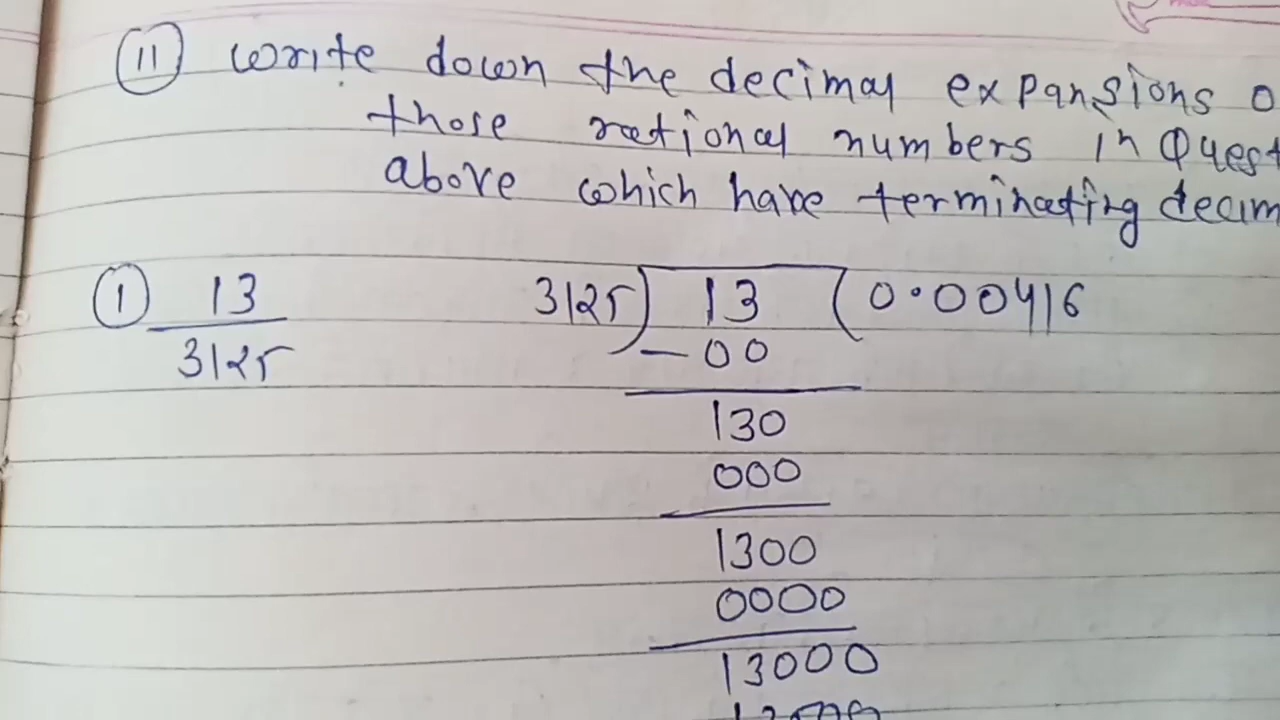 (11) write down the decimal expansions o
those rational numbers in Quest
above which have terminating decim
(1) 13 3125) 13 (0.00416
3125 -00
130
000
1300
0000
13000